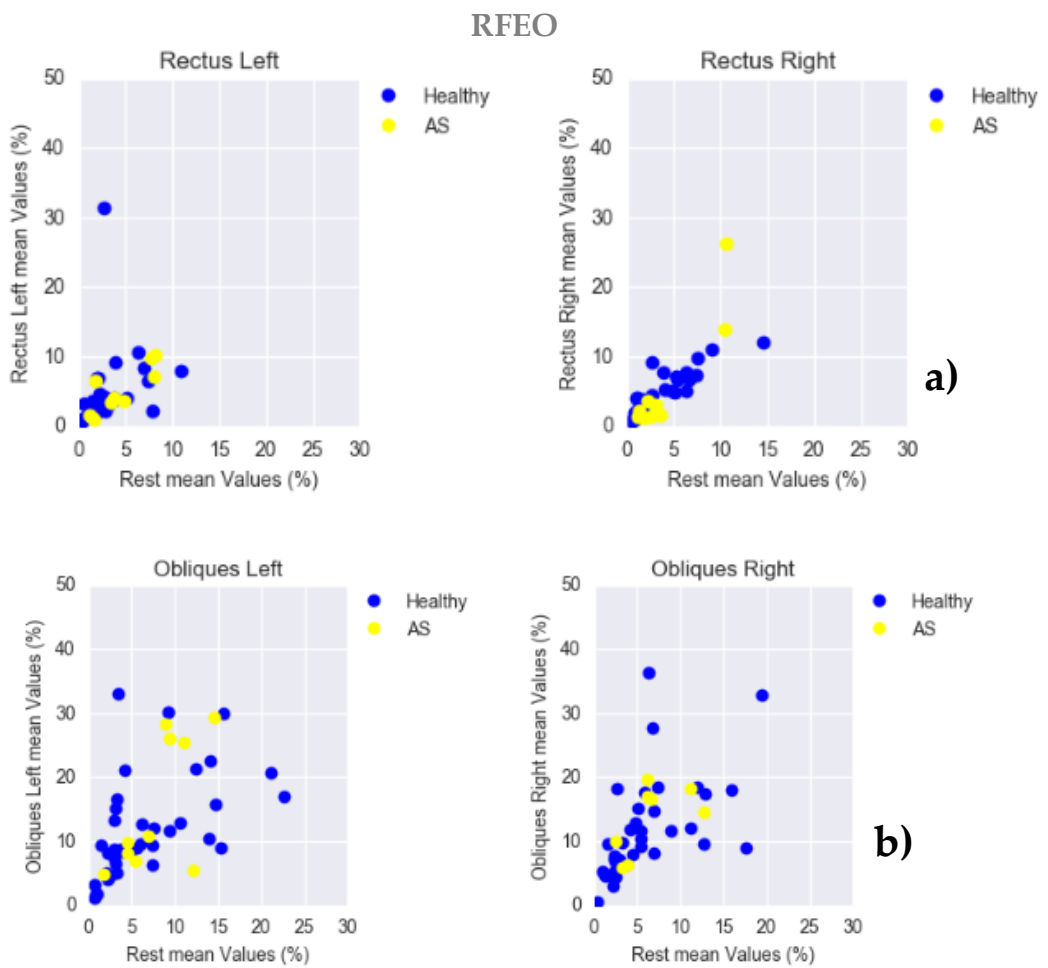 RFEO
Rectus Left
50
40
30
20
10
0
0 5 10 15 20 25 30
Rectus Left mean Values (%)
Rest mean Values (%)
Healthy
AS
Rectus Right
50
40
30
20
10
0
0 5 10 15 20 25 30
Rectus Right mean Values (%)
Rest mean Values (%)
Healthy
AS
a)
Obliques Left
50
40
30
20
10
0
0 5 10 15 20 25 30
Obliques Left mean Values (%)
Rest mean Values (%)
Healthy
AS
Obliques Right
50
40
30
20
10
0
0 5 10 15 20 25 30
Obliques Right mean Values (%)
Rest mean Values (%)
Healthy
AS
b)